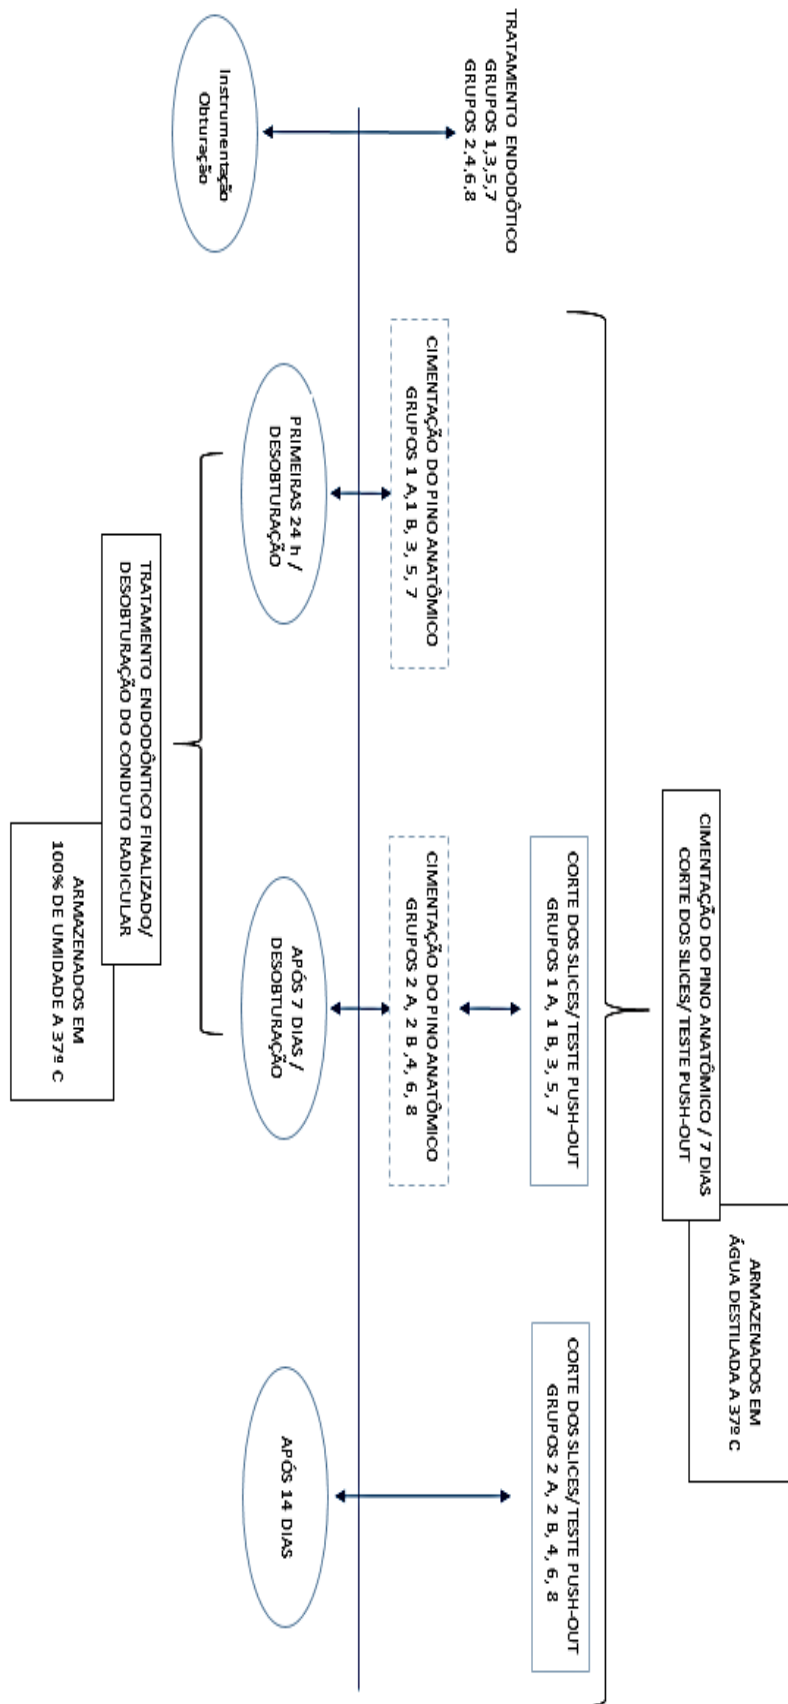 TRATAMENTO ENDODÔTICO
GRUPOS 1,3,5,7
GRUPOS 2,4,6,8
Instrumentação
Obturação
CIMENTAÇÃO DO PINO ANATÔMICO / 7 DIAS
CORTE DOS SLICES/ TESTE PUSH-OUT
ARMAZENADOS EM
ÁGUA DESTILADA A 37º C
CORTE DOS SLICES/ TESTE PUSH-OUT
GRUPOS 1 A, 1 B, 3, 5, 7
CORTE DOS SLICES/ TESTE PUSH-OUT
GRUPOS 2 A, 2 B, 4, 6, 8
CIMENTAÇÃO DO PINO ANATÔMICO
GRUPOS 1 A,1 B, 3, 5, 7
CIMENTAÇÃO DO PINO ANATÔMICO
GRUPOS 2 A, 2 B ,4, 6, 8
PRIMEIRAS 24 h /
DESOBTURAÇÃO
APÓS 7 DIAS /
DESOBTURAÇÃO
APÓS 14 DIAS
TRATAMENTO ENDODÔNTICO FINALIZADO/
DESOBTURAÇÃO DO CONDUTO RADICULAR
ARMAZENADOS EM
100% DE UMIDADE A 37º C